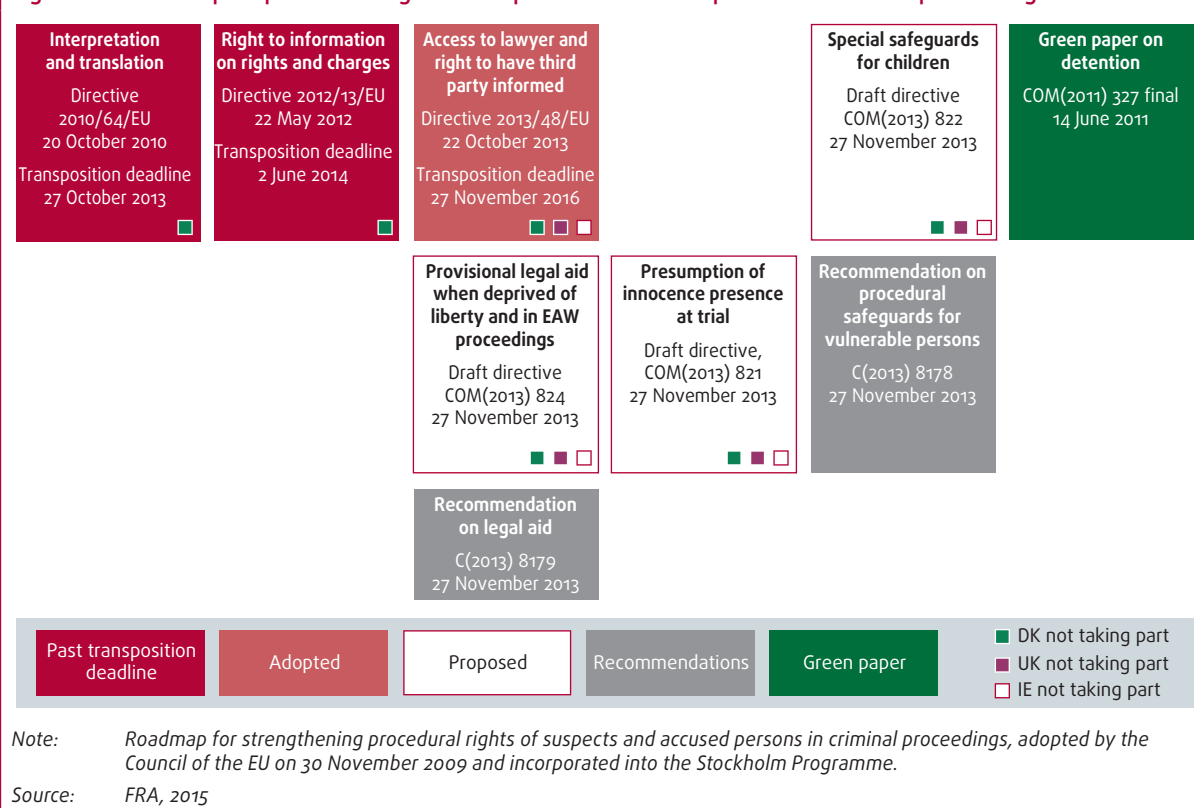 Interpretation
and translation
Directive
2010/64/EU
20 October 2010
Transposition deadline
27 October 2013
Right to information
on rights and charges
Directive 2012/13/EU
22 May 2012
Transposition deadline
2 June 2014
Access to lawyer and
right to have third
party informed
Directive 2013/48/EU
22 October 2013
Transposition deadline
27 November 2016
Special safeguards
for children
Draft directive
COM(2013) 822
27 November 2013
Green paper on
detention
COM(2011) 327 final
14 June 2011
Provisional legal aid
when deprived of
liberty and in EAW
proceedings
Draft directive
COM(2013) 824
27 November 2013
Presumption of
innocence presence
at trial
Draft directive,
COM(2013) 821
27 November 2013
Recommendation on
procedural
safeguards for
vulnerable persons
C(2013) 8178
27 November 2013
Recommendation
on legal aid
C(2013) 8179
27 November 2013
Past transposition
deadline
Adopted
Proposed
Recommendations
Green paper
DK not taking part
UK not taking part
IE not taking part
Note: Roadmap for strengthening procedural rights of suspects and accused persons in criminal proceedings, adopted by the
Council of the EU on 30 November 2009 and incorporated into the Stockholm Programme.
Source: FRA, 2015